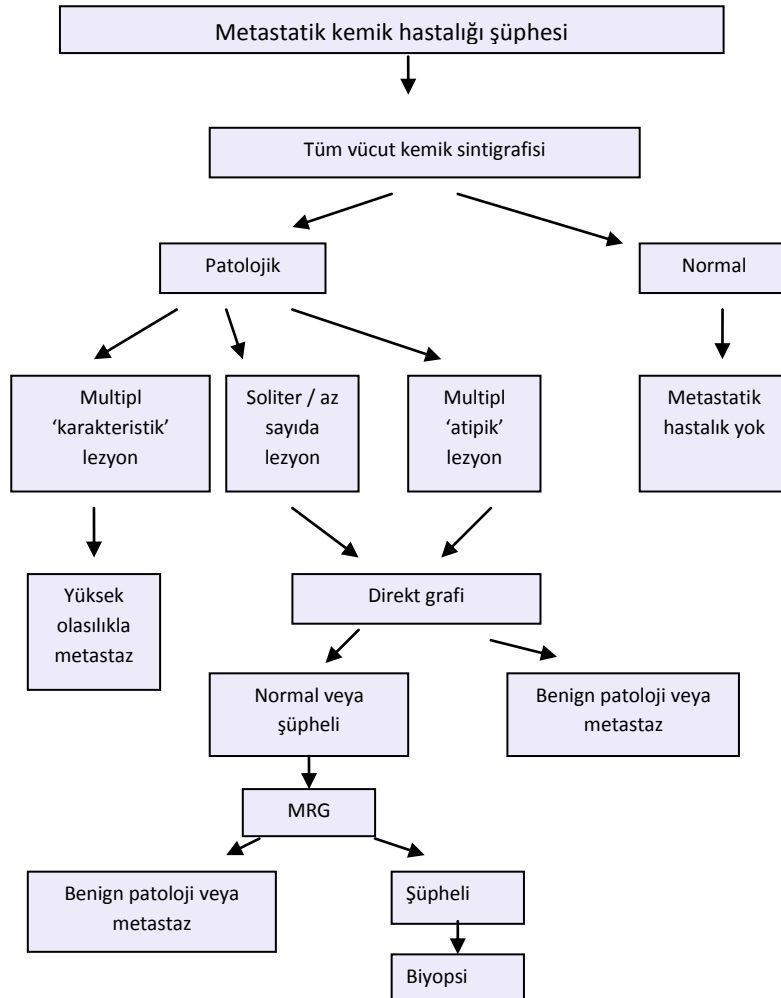 Metastatik kemik hastalığı şüphesi
Tüm vücut kemik sintigrafisi
Patolojik
Normal
Multipl
‘karakteristik’
lezyon
Soliter / az
sayıda
lezyon
Multipl
‘atipik’
lezyon
Metastatik
hastalık yok
Yüksek
olasılıkla
metastaz
Direkt grafi
Normal veya
şüpheli
Benign patoloji veya
metastaz
MRG
Benign patoloji veya
metastaz
Şüpheli
Biyopsi